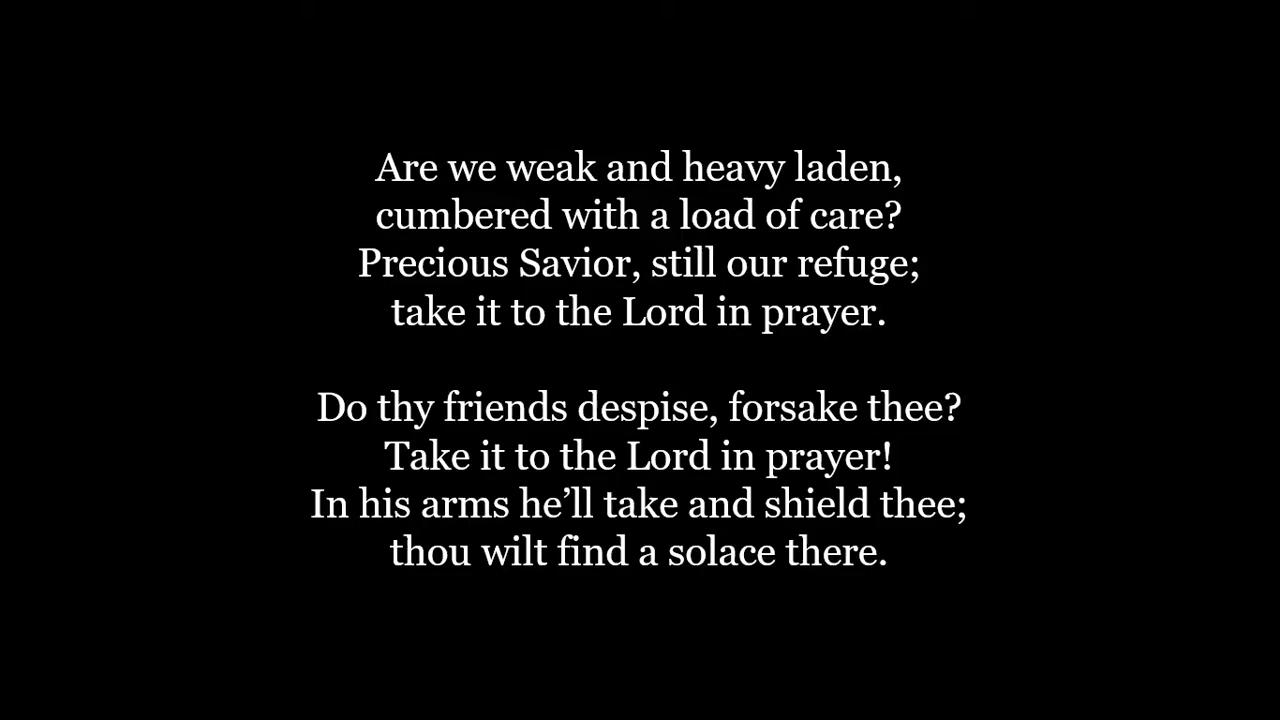 Are we weak and heavy laden,
cumbered with a load of care?
Precious Savior, still our refuge;
take it to the Lord in prayer.
Do thy friends despise, forsake thee?
Take it to the Lord in prayer!
In his arms he’ll take and shield thee;
thou wilt find a solace there.